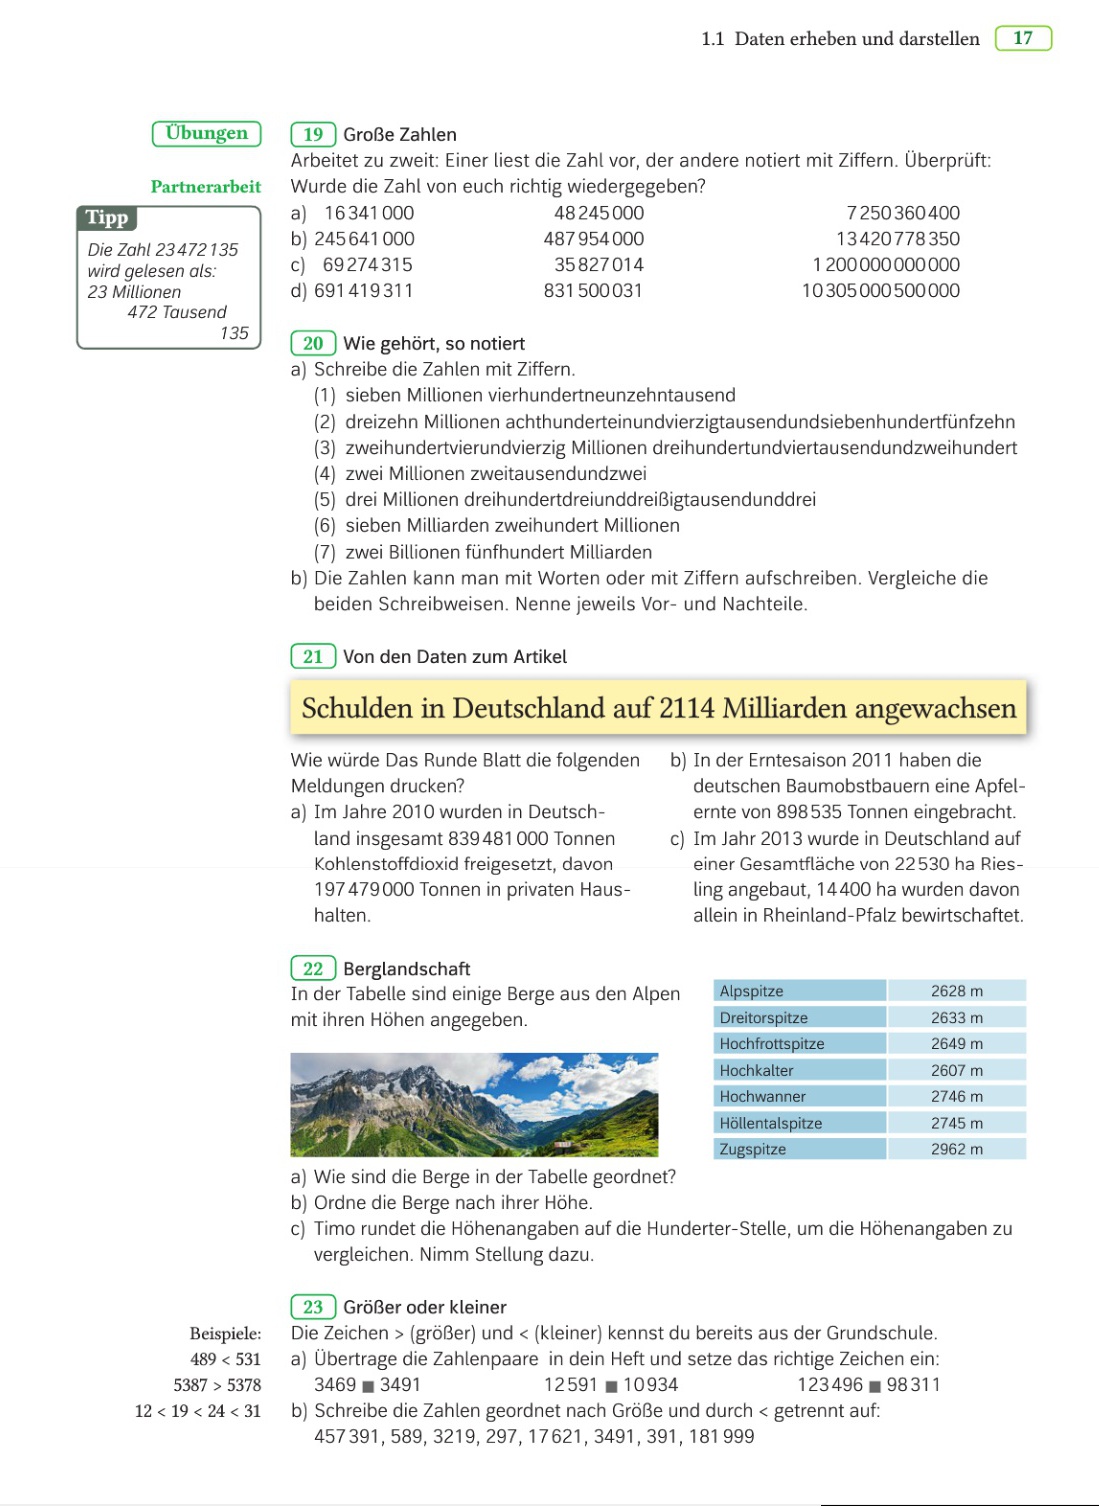 1.1 Daten erheben und darstellen 17
Übungen
Partnerarbeit
Tipp
Die Zahl 23 472 135
wird gelesen als:
23 Millionen
472 Tausend
135
19 Große Zahlen
Arbeitet zu zweit: Einer liest die Zahl vor, der andere notiert mit Ziffern. Überprüft:
Wurde die Zahl von euch richtig wiedergegeben?
a) 16 341 000 48 245 000 7 250 360 400
b) 245 641 000 487 954 000 13 420 778 350
c) 69 274 315 35 827 014 1 200 000 000 000
d) 691 419 311 831 500 031 10 305 000 500 000
20 Wie gehört, so notiert
a) Schreibe die Zahlen mit Ziffern.
(1) sieben Millionen vierhundertneunzehntausend
(2) dreizehn Millionen achthunderteinundvierzigtausendundsiebenhundertfünfzehn
(3) zweihundertvierundvierzig Millionen dreihundertundviertausendundzweihundert
(4) zwei Millionen zweitausendundzwei
(5) drei Millionen dreihundertdreiunddreißigtausendunddrei
(6) sieben Milliarden zweihundert Millionen
(7) zwei Billionen fünfhundert Milliarden
b) Die Zahlen kann man mit Worten oder mit Ziffern aufschreiben. Vergleiche die
beiden Schreibweisen. Nenne jeweils Vor- und Nachteile.
21 Von den Daten zum Artikel
Schulden in Deutschland auf 2114 Milliarden angewachsen
Wie würde Das Runde Blatt die folgenden
Meldungen drucken?
a) Im Jahre 2010 wurden in Deutsch-
land insgesamt 839 481 000 Tonnen
Kohlenstoffdioxid freigesetzt, davon
197 479 000 Tonnen in privaten Haus-
halten.
b) In der Erntesaison 2011 haben die
deutschen Baumobstbauern eine Apfel-
ernte von 898 535 Tonnen eingebracht.
c) Im Jahr 2013 wurde in Deutschland auf
einer Gesamtfläche von 22 530 ha Ries-
ling angebaut, 14 400 ha wurden davon
allein in Rheinland-Pfalz bewirtschaftet.
22 Berglandschaft
In der Tabelle sind einige Berge aus den Alpen
mit ihren Höhen angegeben.
Alpspitze 2628 m
Dreitorspitze 2633 m
Hochfrottspitze 2649 m
Hochkalter 2607 m
Hochwanner 2746 m
Höllentalspitze 2745 m
Zugspitze 2962 m
a) Wie sind die Berge in der Tabelle geordnet?
b) Ordne die Berge nach ihrer Höhe.
c) Timo rundet die Höhenangaben auf die Hunderter-Stelle, um die Höhenangaben zu
vergleichen. Nimm Stellung dazu.
23 Größer oder kleiner
Beispiele:
489 < 531
5387 > 5378
12 < 19 < 24 < 31
Die Zeichen > (größer) und < (kleiner) kennst du bereits aus der Grundschule.
a) Übertrage die Zahlenpaare in dein Heft und setze das richtige Zeichen ein:
3469 ■ 3491 12 591 ■ 10 934 123 496 ■ 98 311
b) Schreibe die Zahlen geordnet nach Größe und durch < getrennt auf:
457 391, 589, 3219, 297, 17 621, 3491, 391, 181 999